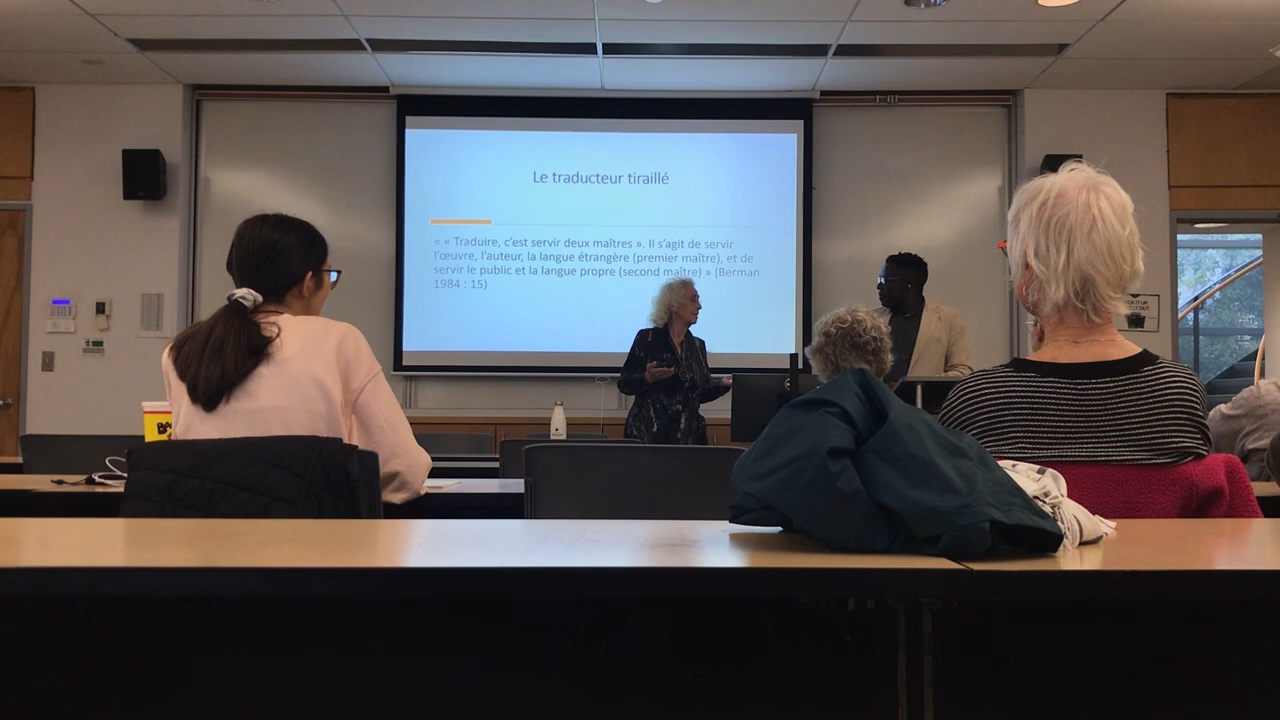 Le traducteur tiraillé
« « Traduire, c'est servir deux maîtres ». Il s'agit de servir
l'œuvre, l'auteur, la langue étrangère (premier maître), et de
servir le public et la langue propre (second maître) » (Berman
1984 : 15)